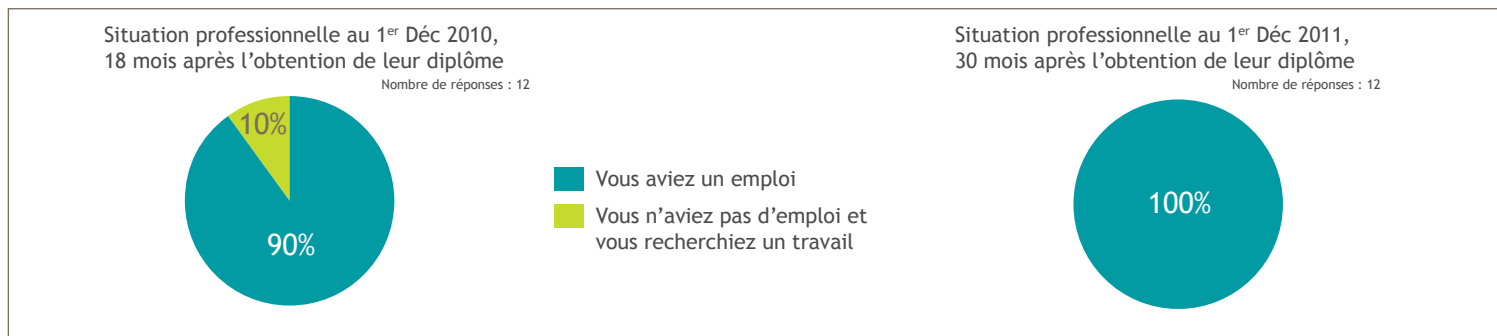 Situation professionnelle au 1er Déc 2010,
18 mois après l’obtention de leur diplôme
Nombre de réponses : 12
10%
90%
Vous aviez un emploi
Vous n’aviez pas d’emploi et
vous recherchiez un travail
Situation professionnelle au 1er Déc 2011,
30 mois après l’obtention de leur diplôme
Nombre de réponses : 12
100%